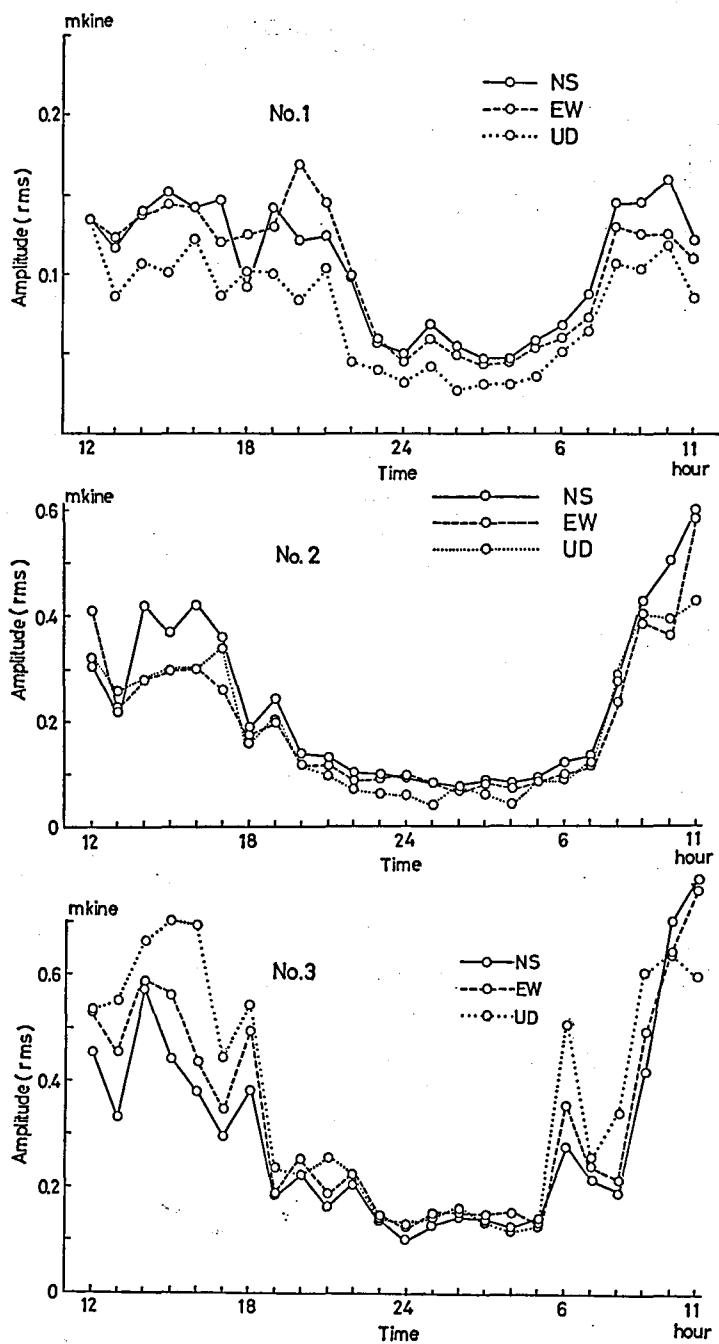 mkine
NS
EW
UD
No.1
0.2
0.1
Amplitude (rms)
12
18
24
6
11
Time
hour
mkine
NS
EW
UD
No.2
0.6
0.4
0.2
0
Amplitude (rms)
12
18
24
6
11
Time
hour
mkine
NS
EW
UD
No.3
0.6
0.4
0.2
0
Amplitude (rms)
12
18
24
6
11
Time
hour